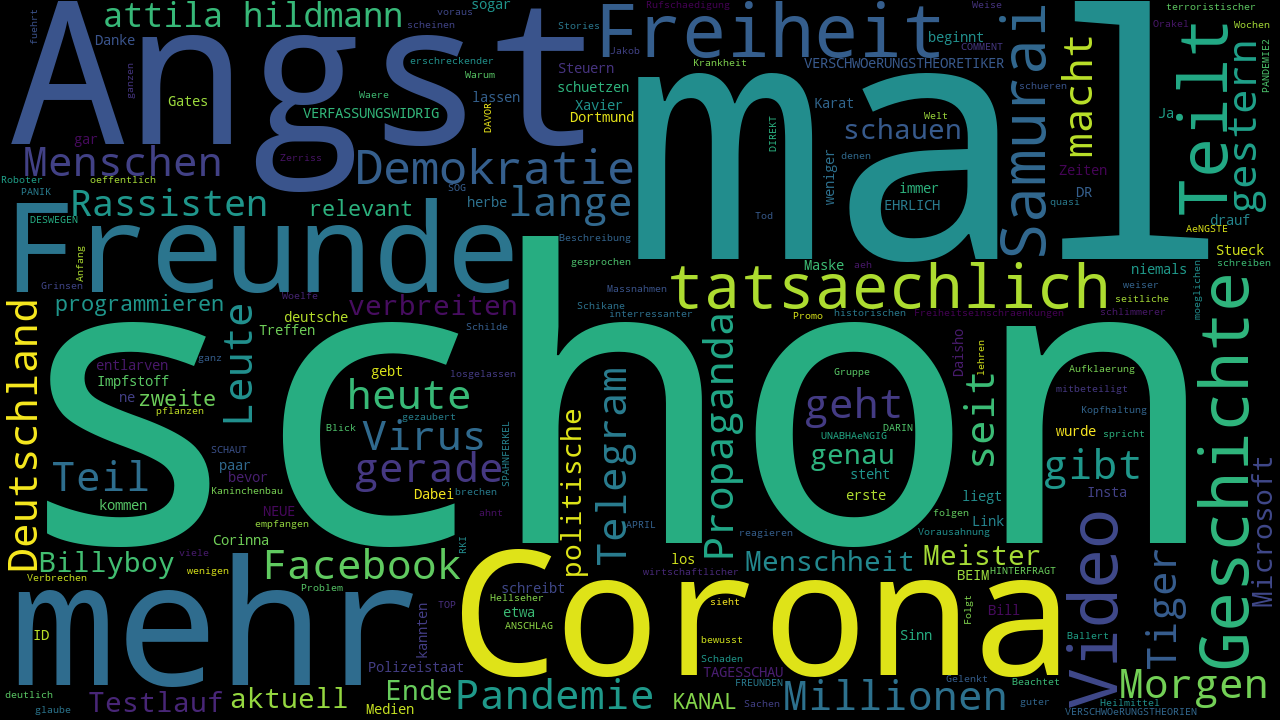 attila hildmann
voraus
sogar
Freiheit
mal
terroristischer
Weise
Stories
scheinen
fuehrt
Danke
Angst
Rufschaedigung
Orakel
Wochen
beginnt
COMMENT
Jakob
erschreckender
Warum
Krankheit
VERSCHWOeRUNGSTHEORETIKER
Samurai
macht
Teilt
gestern
PANDEMIE2
ganzen
Gates
Waere
Steuern
schuetzen
lassen
Xavier
Dortmund
Karat
schauen
Welt
schueren
VERFASSUNGSWIDRIG
DAVOR
DIREKT
Ja
gar
Menschen
Zerriss
Demokratie
weniger
denen
Zeiten
Roboter
oeffentlich
PANIK
SOG
immer
EHRLICH
DR
quasi
Rassisten
relevant
herbe
lange
Tod
drauf
DESWEGEN
AeNGSTE
Freunde
Beschreibung
Stueck
Anfang
gesprochen
Maske
aeh
niemals
schreiben
Grinsen
Woelfe
Massnahmen
tatsaechlich
weiser
moeglichen
programmieren
verbreiten
Schikane
seitliche
Deutschland
Leute
deutsche
interressanter
Promo
historischen
Freiheitseinschraenkungen
schlimmerer
Treffen
Schilde
Propaganda
Daisho
Geschichte
schon
ganz
lehren
entlarven
gebt
losgelassen
Telegram
Gruppe
Aufklaerung
Impfstoff
heute
seit
mitbeteiligt
ne
zweite
geht
pflanzen
gezaubert
politische
Kopfhaltung
Blick
Virus
DARIN
UNABHAeNGIG
wurde
spricht
SCHAUT
SPAHNFERKEL
genau
Teil
paar
gerade
steht
gibt
bevor
Microsoft
Kaninchenbau
Dabei
brechen
erste
liegt
Insta
kommen
NEUE
ahnt
Link
folgen
empfangen
APRIL
Video
reagieren
Vorausahnung
Corinna
RKI
viele
Billyboy
Facebook
los
Menschheit
Meister
Tiger
wenigen
wirtschaftlicher
BEIM
HINTERFRAGT
Verbrechen
Problem
schreibt
mehr
Corona
Hellseher
sieht
Folgt
TOP
etwa
Bill
kannten
ANSCHLAG
ID
bewusst
Sinn
Ballert
Polizeistaat
Schaden
TAGESSCHAU
Gelenkt
Beachtet
Morgen
FREUNDEN
deutlich
Testlauf
aktuell
Ende
Pandemie
KANAL
Millionen
Heilmittel
glaube
Medien
Sachen
guter
VERSCHWOeRUNGSTHEORIEN